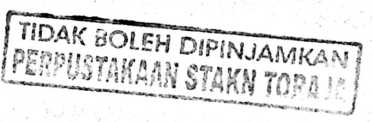 TIDAK BOLEH DIPINJAMKAN
PERPUSTAKAAN STAKN TORAJA